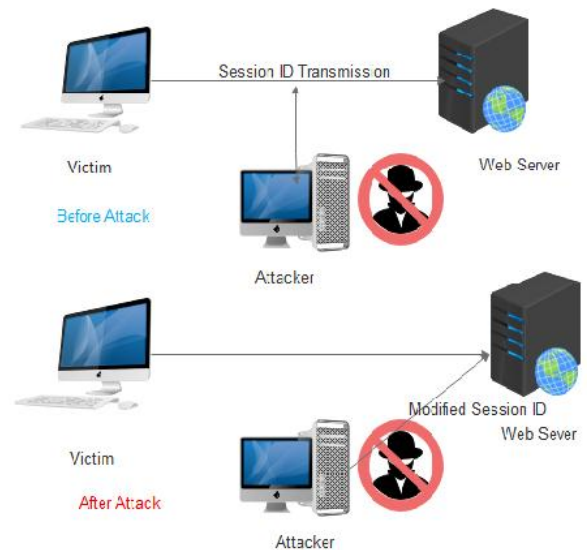 Session ID Transmission
Victim
Web Server
Before Attack
Attacker
Modified Session ID
Web Sever
Victim
After Attack
Attacker